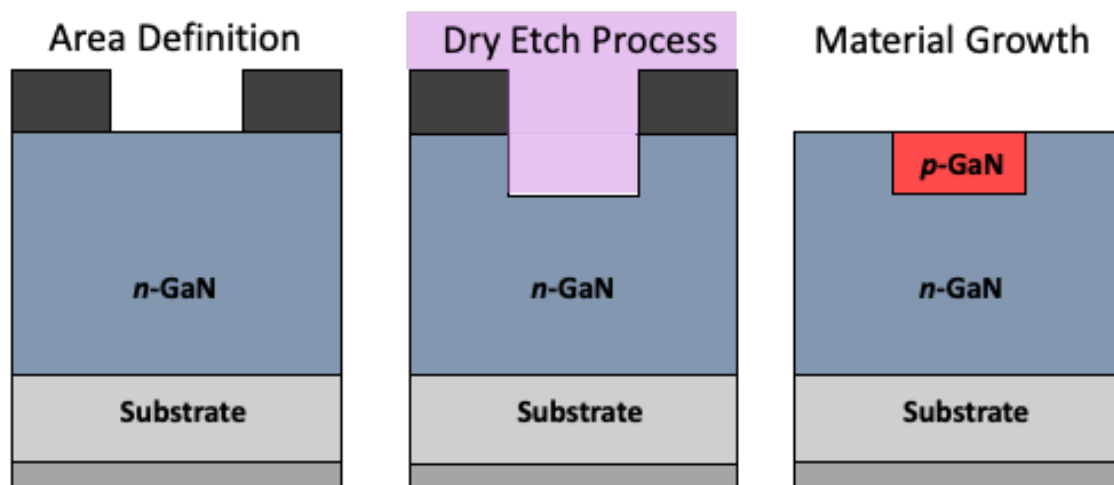 Area Definition
Dry Etch Process
Material Growth
p-GaN
n-GaN
n-GaN
n-GaN
Substrate
Substrate
Substrate